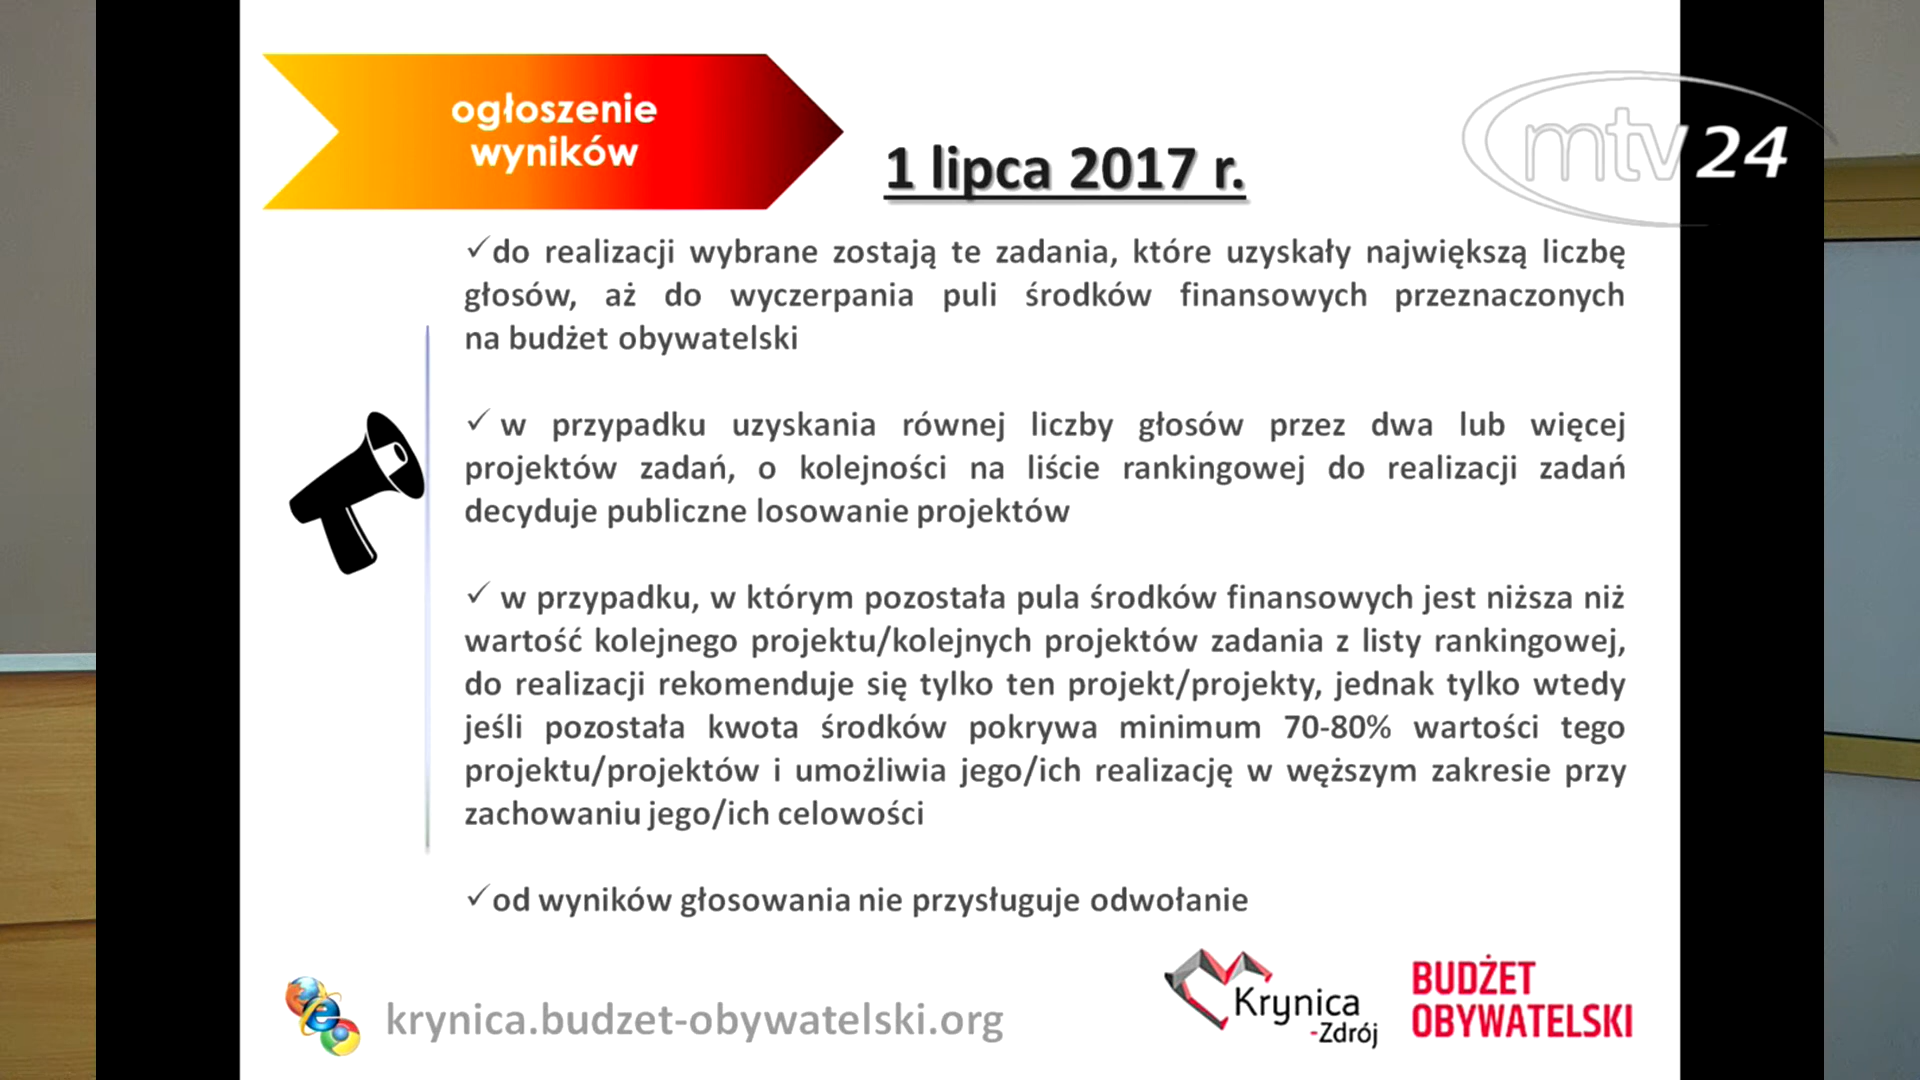 ogłoszenie
wyników
1 lipca 2017 r.
mtv24
✓do realizacji wybrane zostają te zadania, które uzyskały największą liczbę
głosów, aż do wyczerpania puli środków finansowych przeznaczonych
na budżet obywatelski
✓ w przypadku uzyskania równej liczby głosów przez dwa lub więcej
projektów zadań, o kolejności na liście rankingowej do realizacji zadań
decyduje publiczne losowanie projektów
✓ w przypadku, w którym pozostała pula środków finansowych jest niższa niż
wartość kolejnego projektu/kolejnych projektów zadania z listy rankingowej,
do realizacji rekomenduje się tylko ten projekt/projekty, jednak tylko wtedy
jeśli pozostała kwota środków pokrywa minimum 70-80% wartości tego
projektu/projektów i umożliwia jego/ich realizację w węższym zakresie przy
zachowaniu jego/ich celowości
✓od wyników głosowania nie przysługuje odwołanie
krynica.budzet-obywatelski.org
Krynica
-Zdrój
BUDŻET
OBYWATELSKI